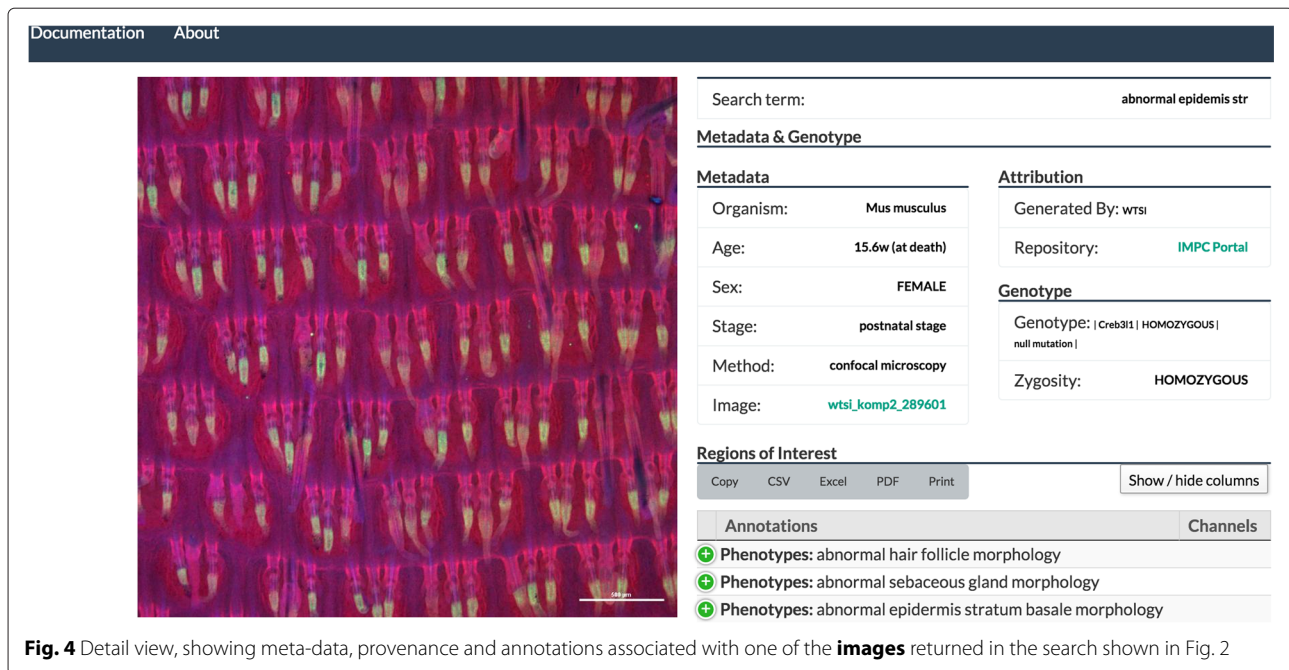 Documentation About
Search term: abnormal epidemis str
Metadata & Genotype
Metadata
Organism: Mus musculus
Age: 15.6w (at death)
Sex: FEMALE
Stage: postnatal stage
Method: confocal microscopy
Image: wtsi_komp2_289601
Attribution
Generated By: WTSI
Repository: IMPC Portal
Genotype
Genotype: | Creb3l1 | HOMOZYGOUS |
null mutation |
Zygosity: HOMOZYGOUS
500 µm
Regions of Interest
Copy CSV Excel PDF Print
Show / hide columns
Annotations Channels
Phenotypes: abnormal hair follicle morphology
Phenotypes: abnormal sebaceous gland morphology
Phenotypes: abnormal epidermis stratum basale morphology
Fig. 4 Detail view, showing meta-data, provenance and annotations associated with one of the images returned in the search shown in Fig. 2